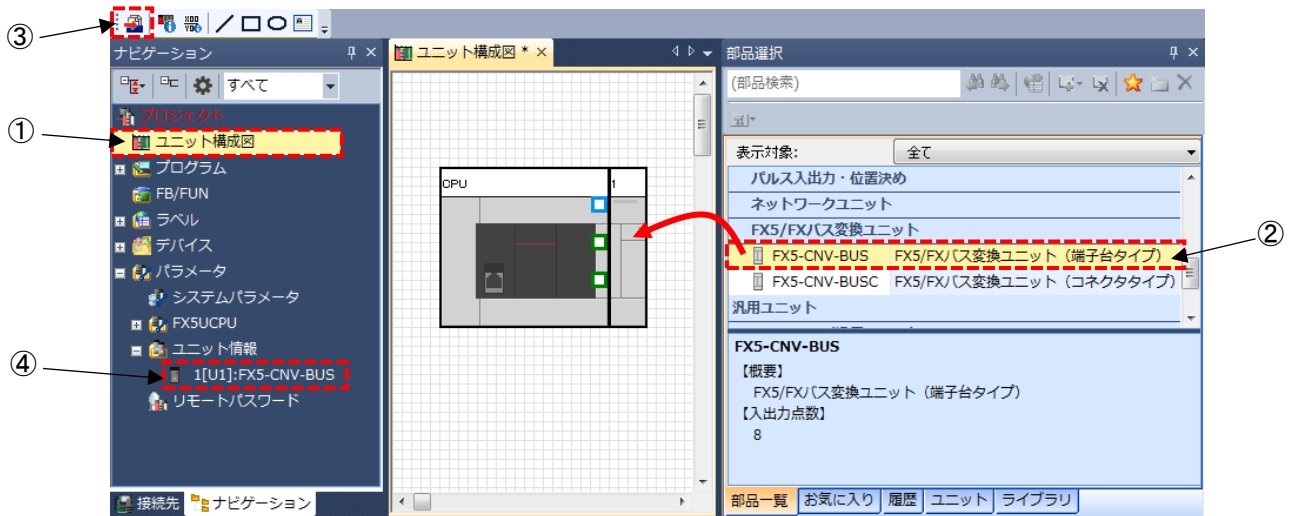 ③
ナビゲーション
すべて
①
プロジェクト
ユニット構成図
プログラム
FB/FUN
ラベル
デバイス
パラメータ
システムパラメータ
FX5UCPU
ユニット情報
④
1[U1]:FX5-CNV-BUS
リモートパスワード
接続先
ナビゲーション
ユニット構成図 *
CPU
1
部品選択
(部品検索)
表示対象: 全て
パルス入出力・位置決め
ネットワークユニット
FX5/FXバス変換ユニット
②
FX5-CNV-BUS FX5/FXバス変換ユニット（端子台タイプ）
FX5-CNV-BUSC FX5/FXバス変換ユニット（コネクタタイプ）
汎用ユニット
FX5-CNV-BUS
【概要】
FX5/FXバス変換ユニット（端子台タイプ）
【入出力点数】
8
部品一覧 お気に入り 履歴 ユニット ライブラリ